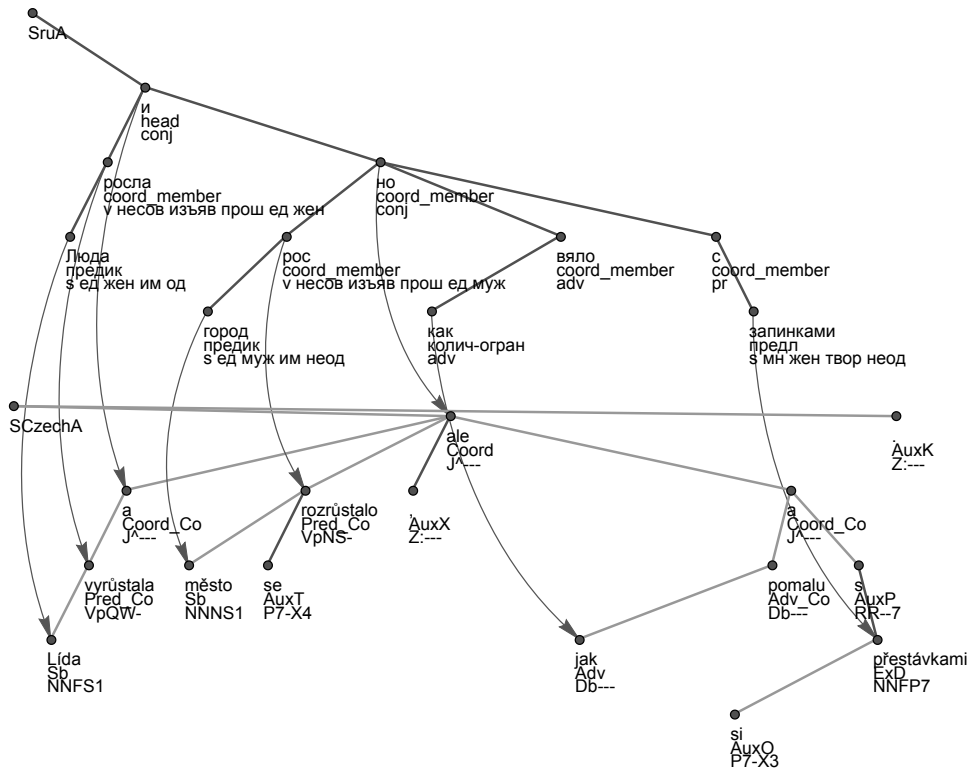 SruA
и
head
conj
росла
coord_member
v несов изъяв прош ед жен
но
coord_member
conj
Люда
предик
s ед жен им од
рос
coord_member
v несов изъяв прош ед муж
вяло
coord_member
adv
с
coord_member
pr
город
предик
s ед муж им неод
как
колич-огран
adv
запинками
предл
s мн жен твор неод
SCzechA
ale
Coord
J^---
.
AuxK
Z:---
a
Coord_Co
J^---
rozrůstalo
Pred_Co
VpNS-
,
AuxX
Z:---
a
Coord_Co
J^---
vyrůstala
Pred_Co
VpQW-
město
Sb
NNNS1
se
AuxT
P7-X4
pomalu
Adv_Co
Db---
s
AuxP
RR--7
Lída
Sb
NNFS1
jak
Adv
Db---
přestávkami
ExD
NNFP7
si
AuxO
P7-X3